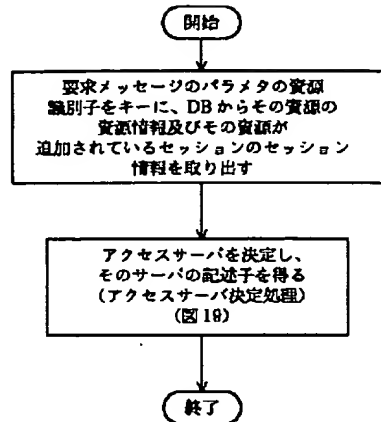 開始
要求メッセージのパラメタの資源
識別子をキーに、DBからその資源の
資源情報及びその資源が
追加されているセッションのセッション
情報を取り出す
アクセスサーバを決定し、
そのサーバの記述子を得る
(アクセスサーバ決定処理)
(図19)
終了